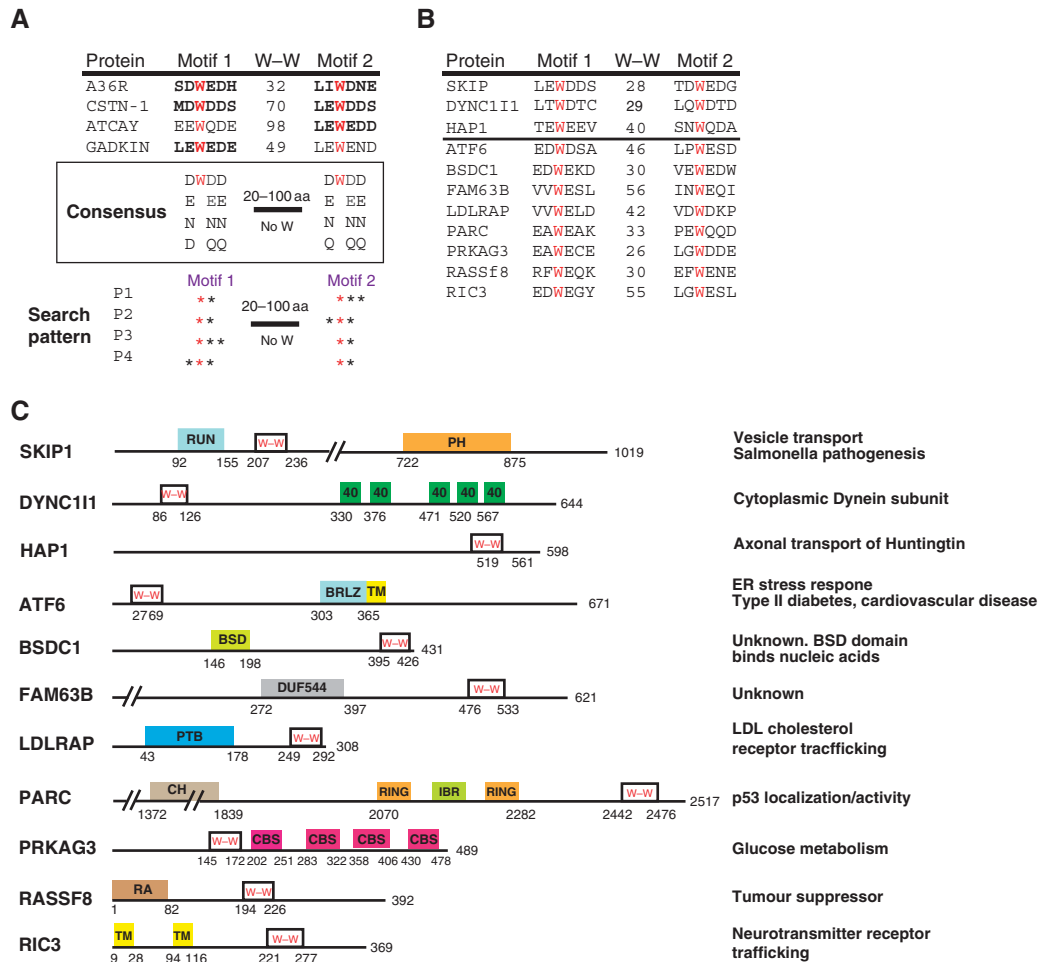 A
Protein Motif 1 W–W Motif 2
A36R SDWEDH 32 LIWDNE
CSTN-1 MDWDDS 70 LEWDDS
ATCAY EEWQDE 98 LEWEDD
GADKIN LEWEDE 49 LEWEND
Consensus
DWDD DWDD
E EE 20–100 aa E EE
N NN No W N NN
D QQ Q QQ
Search pattern
Motif 1 Motif 2
P1 ** ***
P2 ** 20–100 aa ***
P3 *** No W **
P4 *** **
B
Protein Motif 1 W–W Motif 2
SKIP LEWDDS 28 TDWEDG
DYNC1I1 LTWDTC 29 LQWDTD
HAP1 TEWEEV 40 SNWQDA
ATF6 EDWDSA 46 LPWESD
BSDC1 EDWEKD 30 VEWEDW
FAM63B VVWESL 56 INWEQI
LDLRAP VVWELD 42 VDWDKP
PARC EAWEAK 33 PEWQQD
PRKAG3 EAWECE 26 LGWDDE
RASSf8 RFWEQK 30 EFWENE
RIC3 EDWEGY 55 LGWESL
C
SKIP1 RUN W–W PH 1019
92 155 207 236 722 875
Vesicle transport
Salmonella pathogenesis
DYNC1I1 W–W 40 40 40 40 40 644
86 126 330 376 471 520 567
Cytoplasmic Dynein subunit
HAP1 W–W 598
519 561
Axonal transport of Huntingtin
ATF6 W–W BRLZ TM 671
2769 303 365
ER stress respone
Type II diabetes, cardiovascular disease
BSDC1 BSD W–W 431
146 198 395 426
Unknown. BSD domain
binds nucleic acids
FAM63B DUF544 W–W 621
272 397 476 533
Unknown
LDLRAP PTB W–W 308
43 178 249 292
LDL cholesterol
receptor tracfficking
PARC CH RING IBR RING W–W 2517
1372 1839 2070 2282 2442 2476
p53 localization/activity
PRKAG3 W–W CBS CBS CBS CBS 489
145 172 202 251 283 322 358 406 430 478
Glucose metabolism
RASSF8 RA W–W 392
1 82 194 226
Tumour suppressor
RIC3 TM TM W–W 369
9 28 94 116 221 277
Neurotransmitter receptor
trafficking